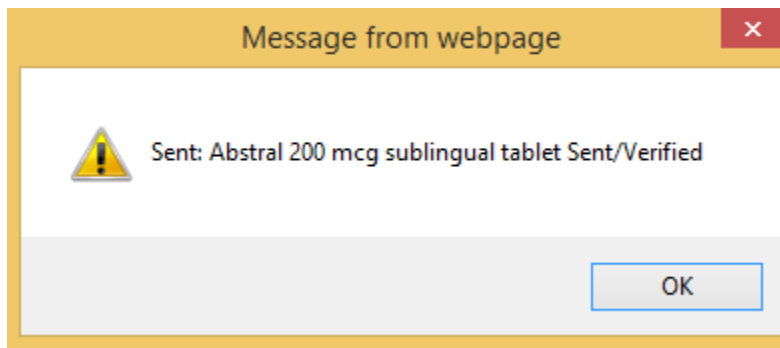 Message from webpage
Sent: Abstral 200 mcg sublingual tablet Sent/Verified
OK